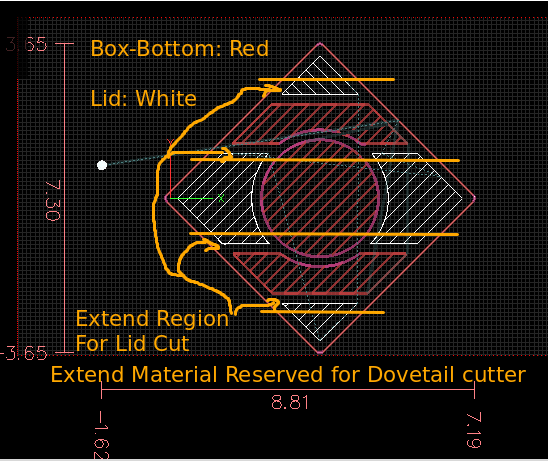 3.65
Box-Bottom: Red
Lid: White
7.30
X
Extend Region
For Lid Cut
-3.65
Extend Material Reserved for Dovetail cutter
8.81
-1.62
7.19